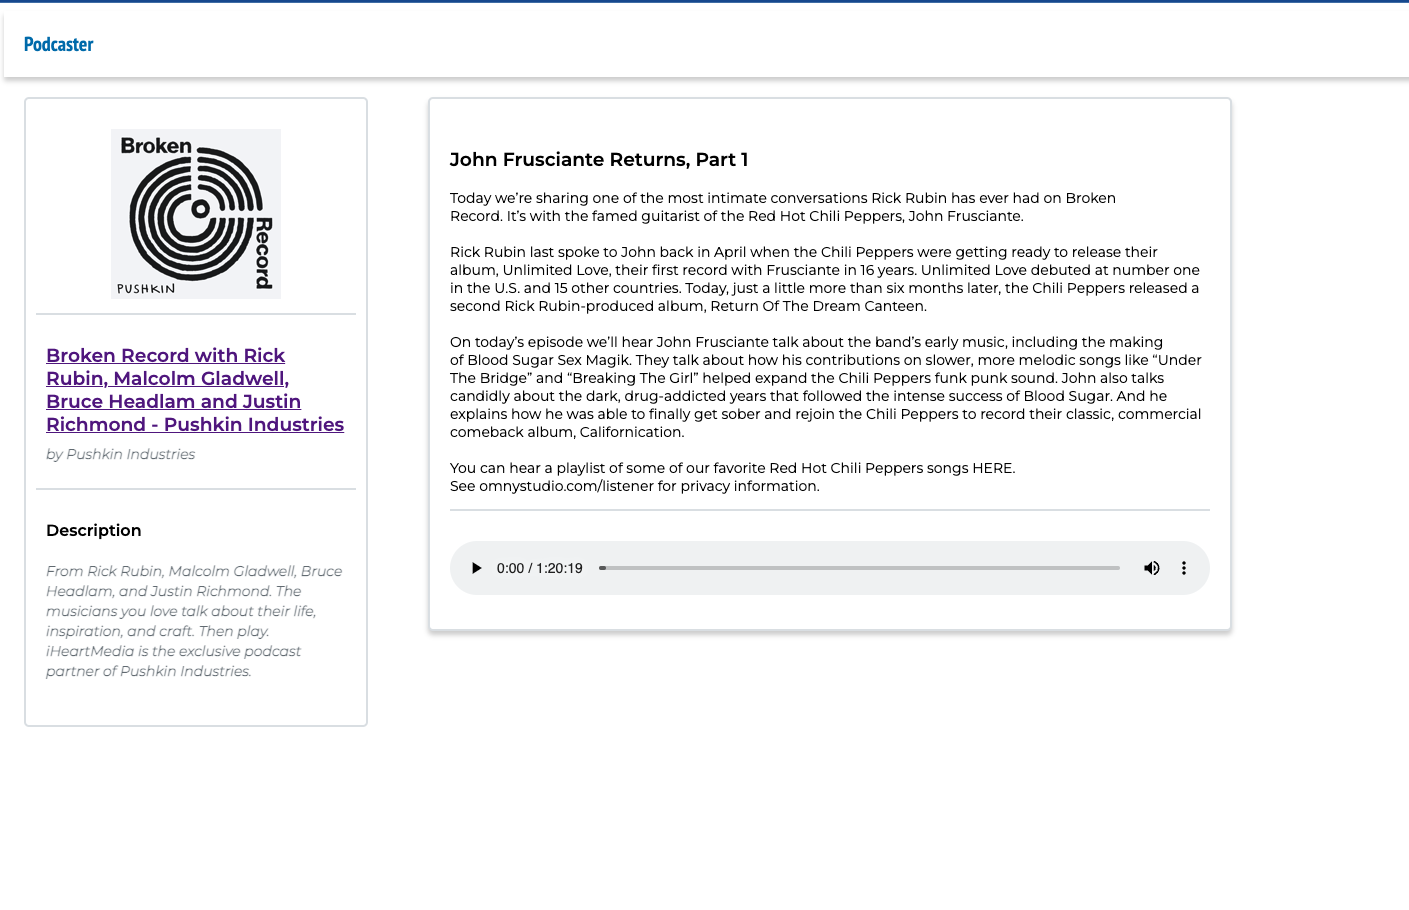 Podcaster
Broken
Record
PUSHKIN
Broken Record with Rick
Rubin, Malcolm Gladwell,
Bruce Headlam and Justin
Richmond - Pushkin Industries
by Pushkin Industries
Description
From Rick Rubin, Malcolm Gladwell, Bruce
Headlam, and Justin Richmond. The
musicians you love talk about their life,
inspiration, and craft. Then play.
iHeartMedia is the exclusive podcast
partner of Pushkin Industries.
John Frusciante Returns, Part 1
Today we’re sharing one of the most intimate conversations Rick Rubin has ever had on Broken
Record. It’s with the famed guitarist of the Red Hot Chili Peppers, John Frusciante.
Rick Rubin last spoke to John back in April when the Chili Peppers were getting ready to release their
album, Unlimited Love, their first record with Frusciante in 16 years. Unlimited Love debuted at number one
in the U.S. and 15 other countries. Today, just a little more than six months later, the Chili Peppers released a
second Rick Rubin-produced album, Return Of The Dream Canteen.
On today’s episode we’ll hear John Frusciante talk about the band’s early music, including the making
of Blood Sugar Sex Magik. They talk about how his contributions on slower, more melodic songs like “Under
The Bridge” and “Breaking The Girl” helped expand the Chili Peppers funk punk sound. John also talks
candidly about the dark, drug-addicted years that followed the intense success of Blood Sugar. And he
explains how he was able to finally get sober and rejoin the Chili Peppers to record their classic, commercial
comeback album, Californication.
You can hear a playlist of some of our favorite Red Hot Chili Peppers songs HERE.
See omnystudio.com/listener for privacy information.
0:00 / 1:20:19